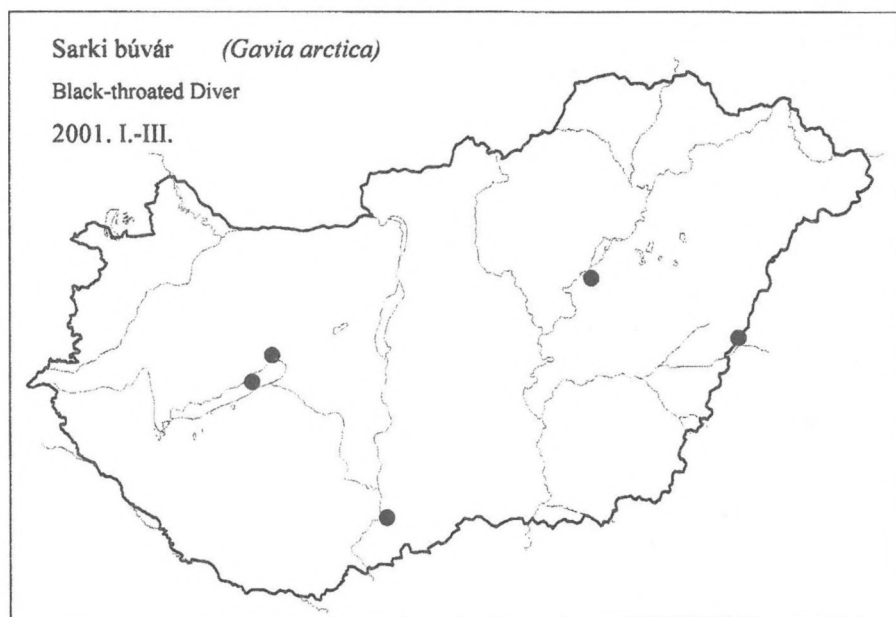 Sarki búvár (Gavia arctica)
Black-throated Diver
2001. I.-III.